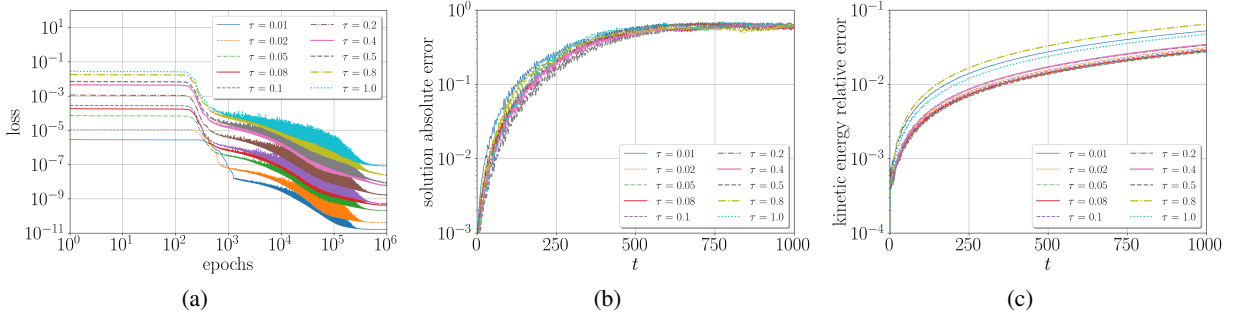 loss
10^1
10^{-1}
10^{-3}
10^{-5}
10^{-7}
10^{-9}
10^{-11}
10^0 10^1 10^2 10^3 10^4 10^5 10^6
epochs
τ = 0.01 τ = 0.2
τ = 0.02 τ = 0.4
τ = 0.05 τ = 0.5
τ = 0.08 τ = 0.8
τ = 0.1 τ = 1.0
(a)
solution absolute error
10^0
10^{-1}
10^{-2}
10^{-3}
0 250 500 750 1000
t
τ = 0.01 τ = 0.2
τ = 0.02 τ = 0.4
τ = 0.05 τ = 0.5
τ = 0.08 τ = 0.8
τ = 0.1 τ = 1.0
(b)
kinetic energy relative error
10^{-1}
10^{-2}
10^{-3}
10^{-4}
0 250 500 750 1000
t
τ = 0.01 τ = 0.2
τ = 0.02 τ = 0.4
τ = 0.05 τ = 0.5
τ = 0.08 τ = 0.8
τ = 0.1 τ = 1.0
(c)